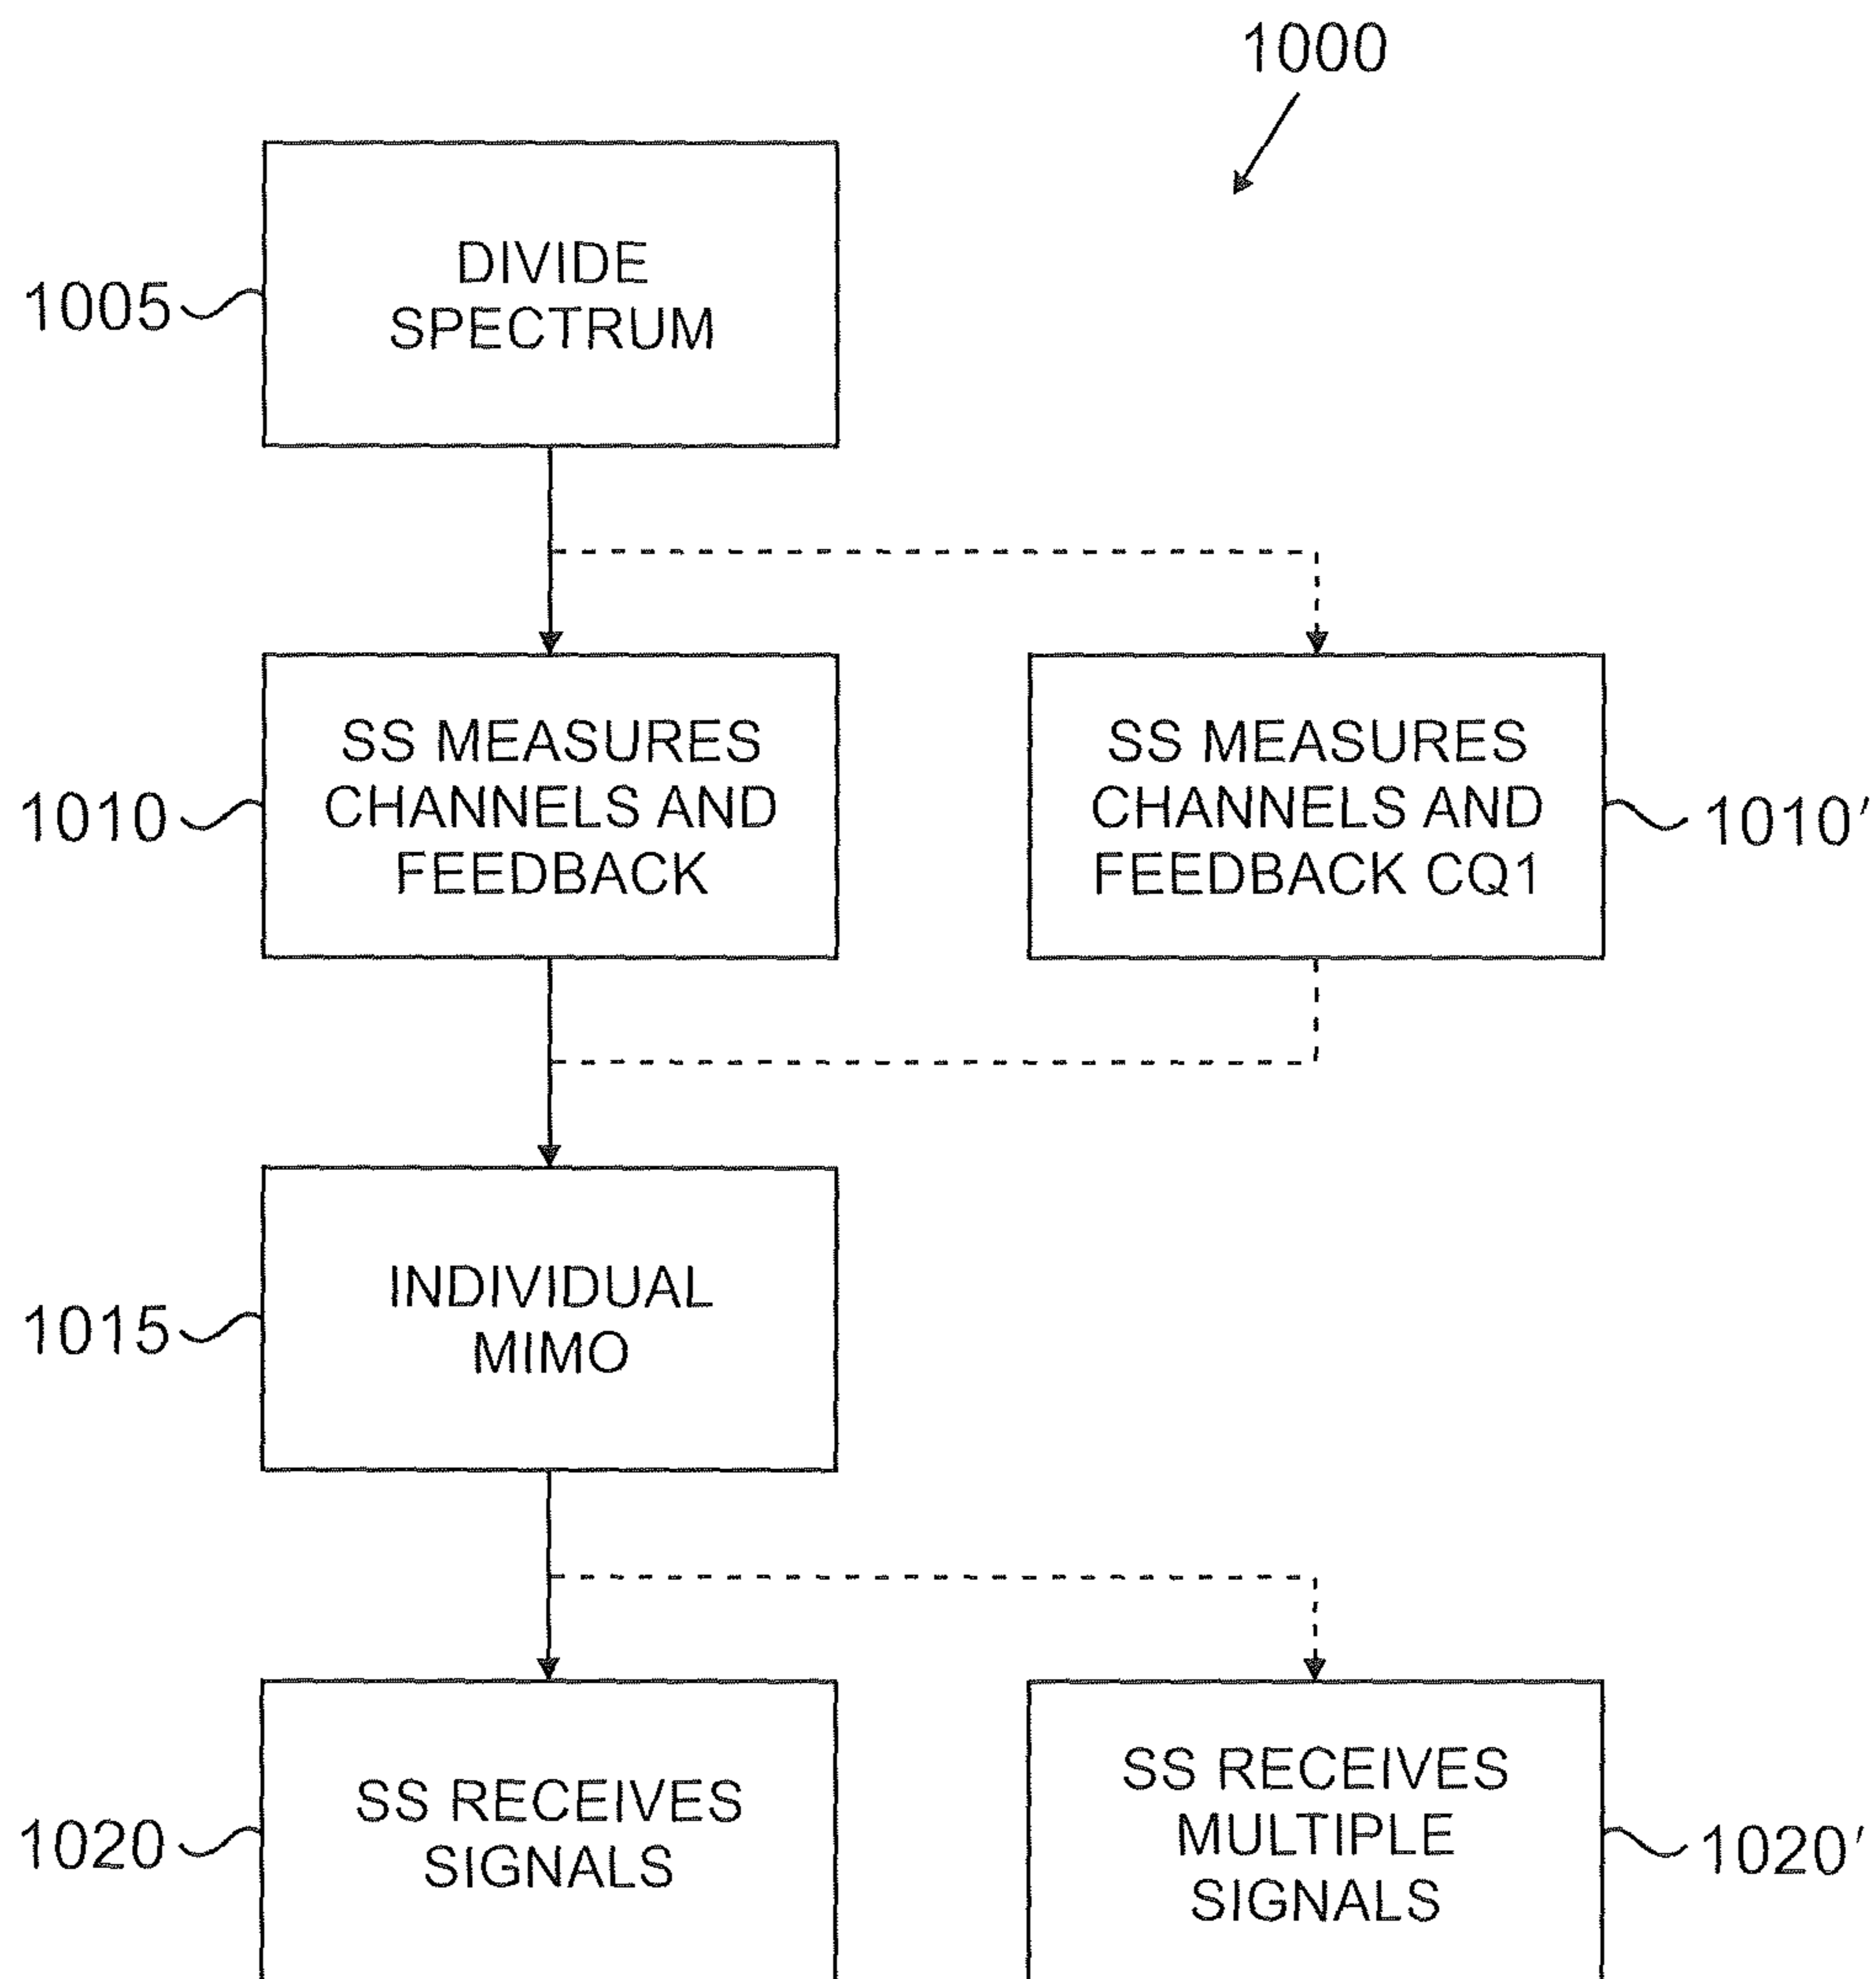 1000
1005
DIVIDE
SPECTRUM
1010
SS MEASURES
CHANNELS AND
FEEDBACK
SS MEASURES
CHANNELS AND
FEEDBACK CQ1
1010′
1015
INDIVIDUAL
MIMO
1020
SS RECEIVES
SIGNALS
SS RECEIVES
MULTIPLE
SIGNALS
1020′